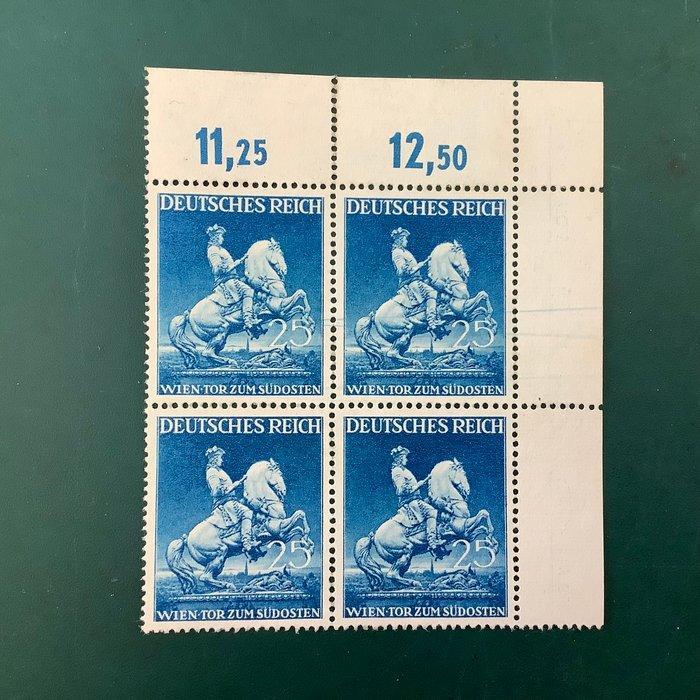 11,25 12,50
DEUTSCHES REICH DEUTSCHES REICH
25 25
WIEN·TOR ZUM SÜDOSTEN WIEN·TOR ZUM SÜDOSTEN
DEUTSCHES REICH DEUTSCHES REICH
25 25
WIEN·TOR ZUM SÜDOSTEN WIEN·TOR ZUM SÜDOSTEN